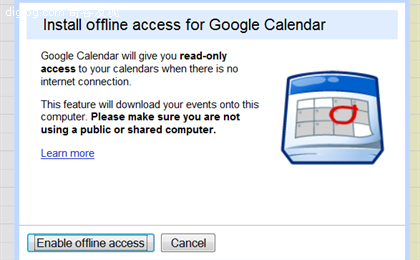 Install offline access for Google Calendar
Google Calendar will give you read-only
access to your calendars when there is no
internet connection.
This feature will download your events onto this
computer. Please make sure you are not
using a public or shared computer.
Learn more
Enable offline access
Cancel